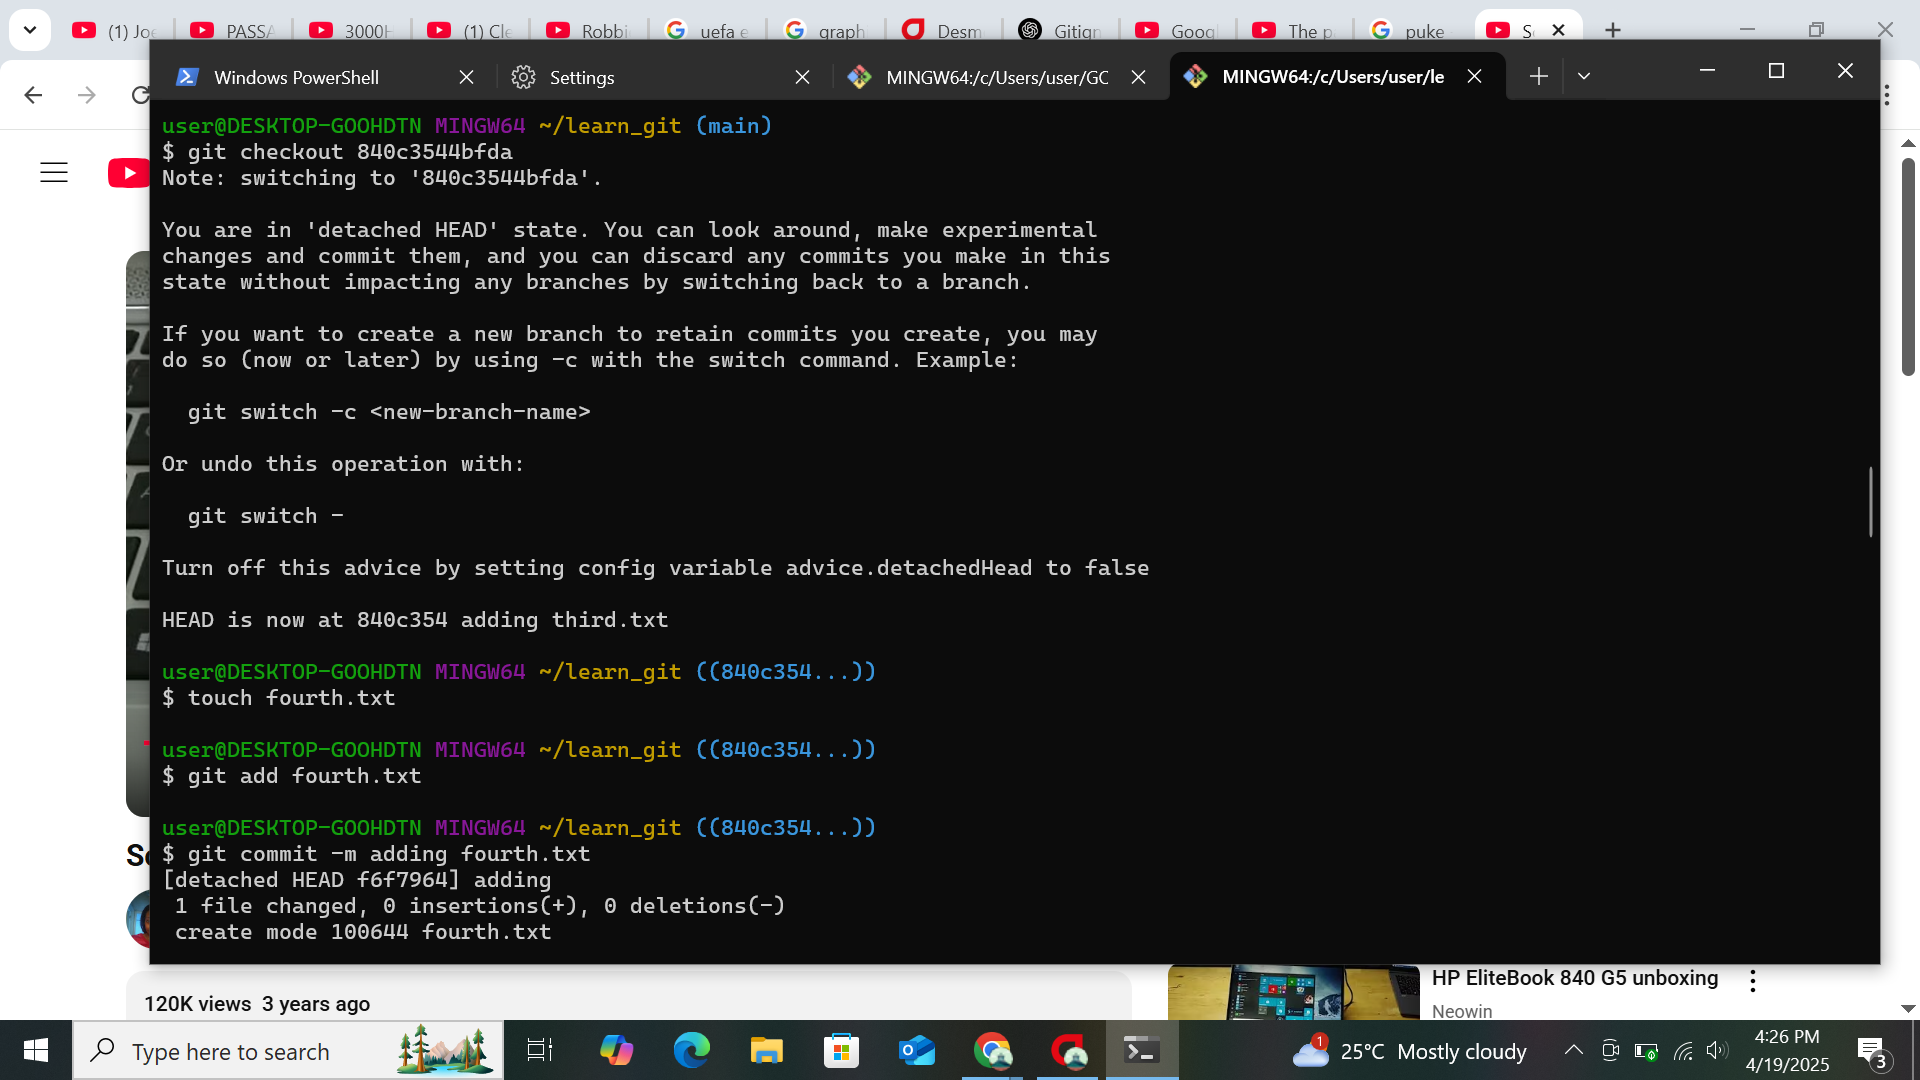 (1) Joe
PASSA
3000H
(1) Cle
Robbi
uefa e
graph
Desm
Gitign
Googl
The p
puke
S
Windows PowerShell
Settings
MINGW64:/c/Users/user/GC
MINGW64:/c/Users/user/le
user@DESKTOP-GOOHDTN MINGW64 ~/learn_git (main)
$ git checkout 840c3544bfda
Note: switching to '840c3544bfda'.
You are in 'detached HEAD' state. You can look around, make experimental
changes and commit them, and you can discard any commits you make in this
state without impacting any branches by switching back to a branch.
If you want to create a new branch to retain commits you create, you may
do so (now or later) by using -c with the switch command. Example:
git switch -c <new-branch-name>
Or undo this operation with:
git switch -
Turn off this advice by setting config variable advice.detachedHead to false
HEAD is now at 840c354 adding third.txt
user@DESKTOP-GOOHDTN MINGW64 ~/learn_git ((840c354...))
$ touch fourth.txt
user@DESKTOP-GOOHDTN MINGW64 ~/learn_git ((840c354...))
$ git add fourth.txt
user@DESKTOP-GOOHDTN MINGW64 ~/learn_git ((840c354...))
$ git commit -m adding fourth.txt
[detached HEAD f6f7964] adding
1 file changed, 0 insertions(+), 0 deletions(-)
create mode 100644 fourth.txt
120K views 3 years ago
HP EliteBook 840 G5 unboxing
Neowin
Type here to search
1
25°C Mostly cloudy
4:26 PM
4/19/2025
3